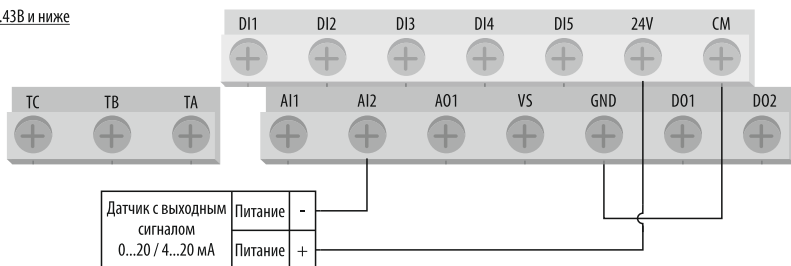 .43В и ниже
DI1 DI2 DI3 DI4 DI5 24V CM
TC TB TA AI1 AI2 AO1 VS GND DO1 DO2
Датчик с выходным Питание -
сигналом
0...20 / 4...20 мА Питание +